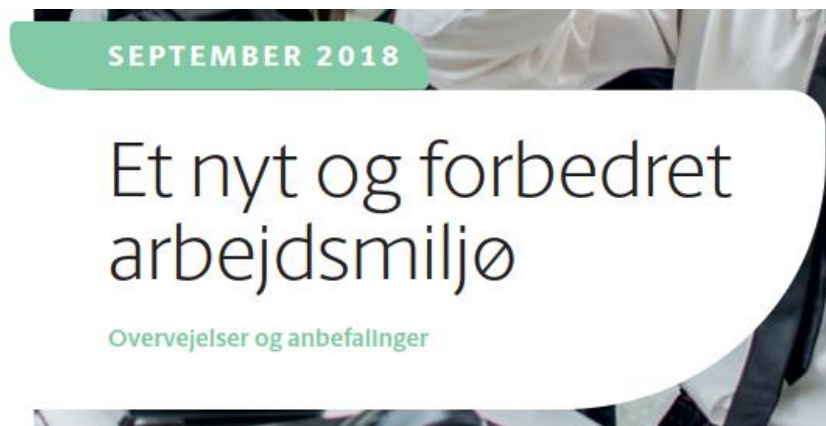 SEPTEMBER 2018
Et nyt og forbedret
arbejdsmiljø
Overvejelser og anbefalinger